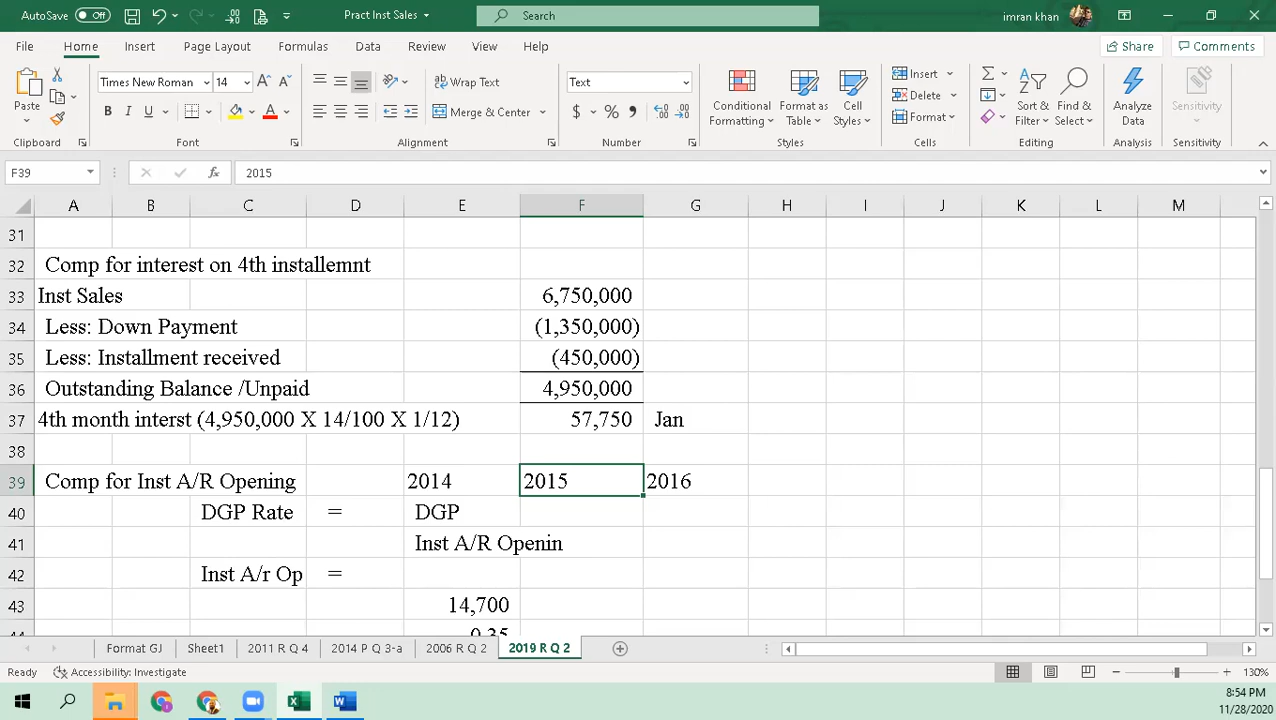 AutoSave Off Pract Inst Sales Search imran khan
File Home Insert Page Layout Formulas Data Review View Help Share Comments
Times New Roman 14 Wrap Text Text
Paste B I U A Merge & Center $ % Conditional Formatting Format as Table Cell Styles Insert Delete Format Sort & Filter Find & Select Analyze Data Sensitivity
Clipboard Font Alignment Number Styles Cells Editing Analysis Sensitivity
F39 fx 2015
A B C D E F G H I J K L M
31
32 Comp for interest on 4th installemnt
33 Inst Sales 6,750,000
34 Less: Down Payment (1,350,000)
35 Less: Installment received (450,000)
36 Outstanding Balance /Unpaid 4,950,000
37 4th month interst (4,950,000 X 14/100 X 1/12) 57,750 Jan
38
39 Comp for Inst A/R Opening 2014 2015 2016
40 DGP Rate = DGP
41 Inst A/R Openin
42 Inst A/r Op =
43 14,700
44 0.35
Format GJ Sheet1 2011 R Q 4 2014 P Q 3-a 2006 R Q 2 2019 R Q 2
Ready Accessibility: Investigate 130%
8:54 PM
11/28/2020